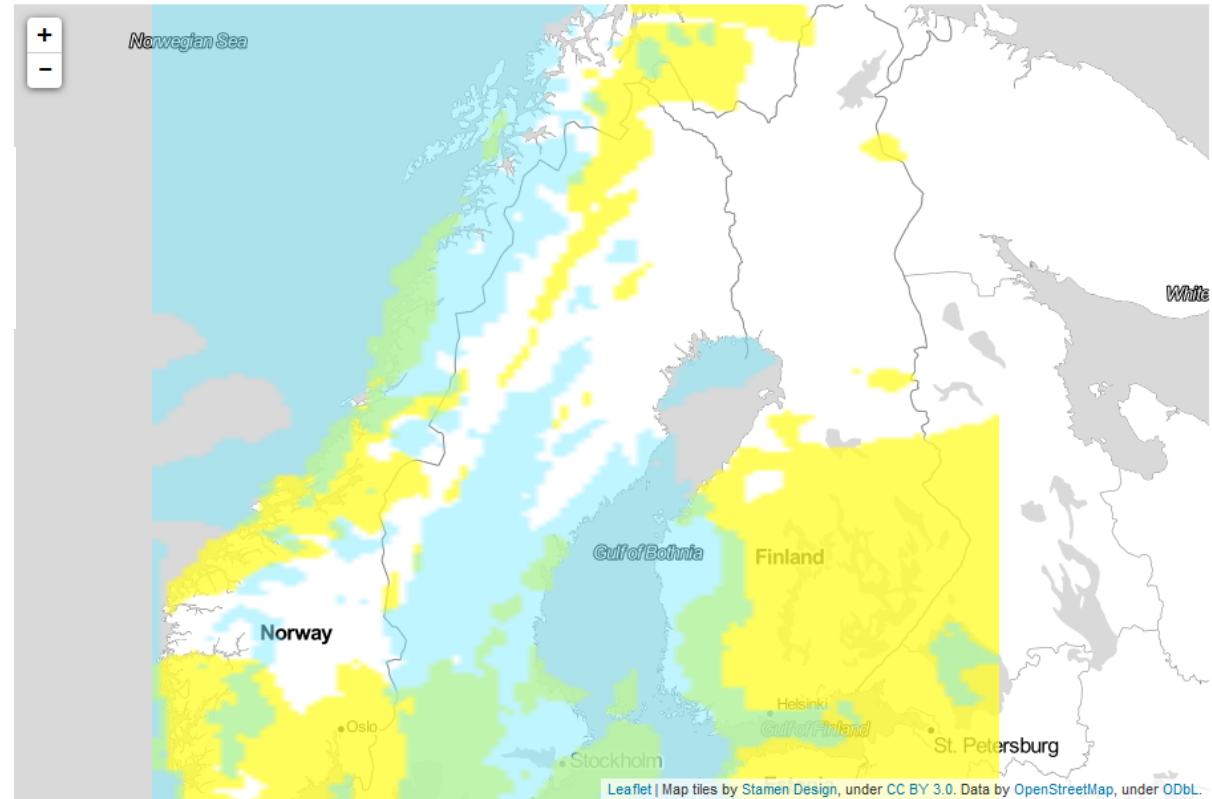 +
−
Norwegian Sea
White
Gulf of Bothnia
Finland
Norway
Helsinki
Oslo
Gulf of Finland
St. Petersburg
Stockholm
Estonia
Leaflet | Map tiles by Stamen Design, under CC BY 3.0. Data by OpenStreetMap, under ODbL.